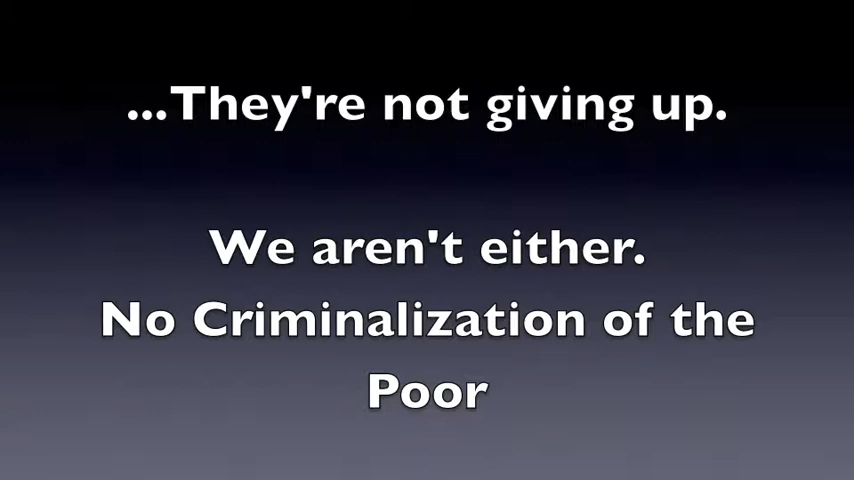 ...They're not giving up.
We aren't either.
No Criminalization of the
Poor